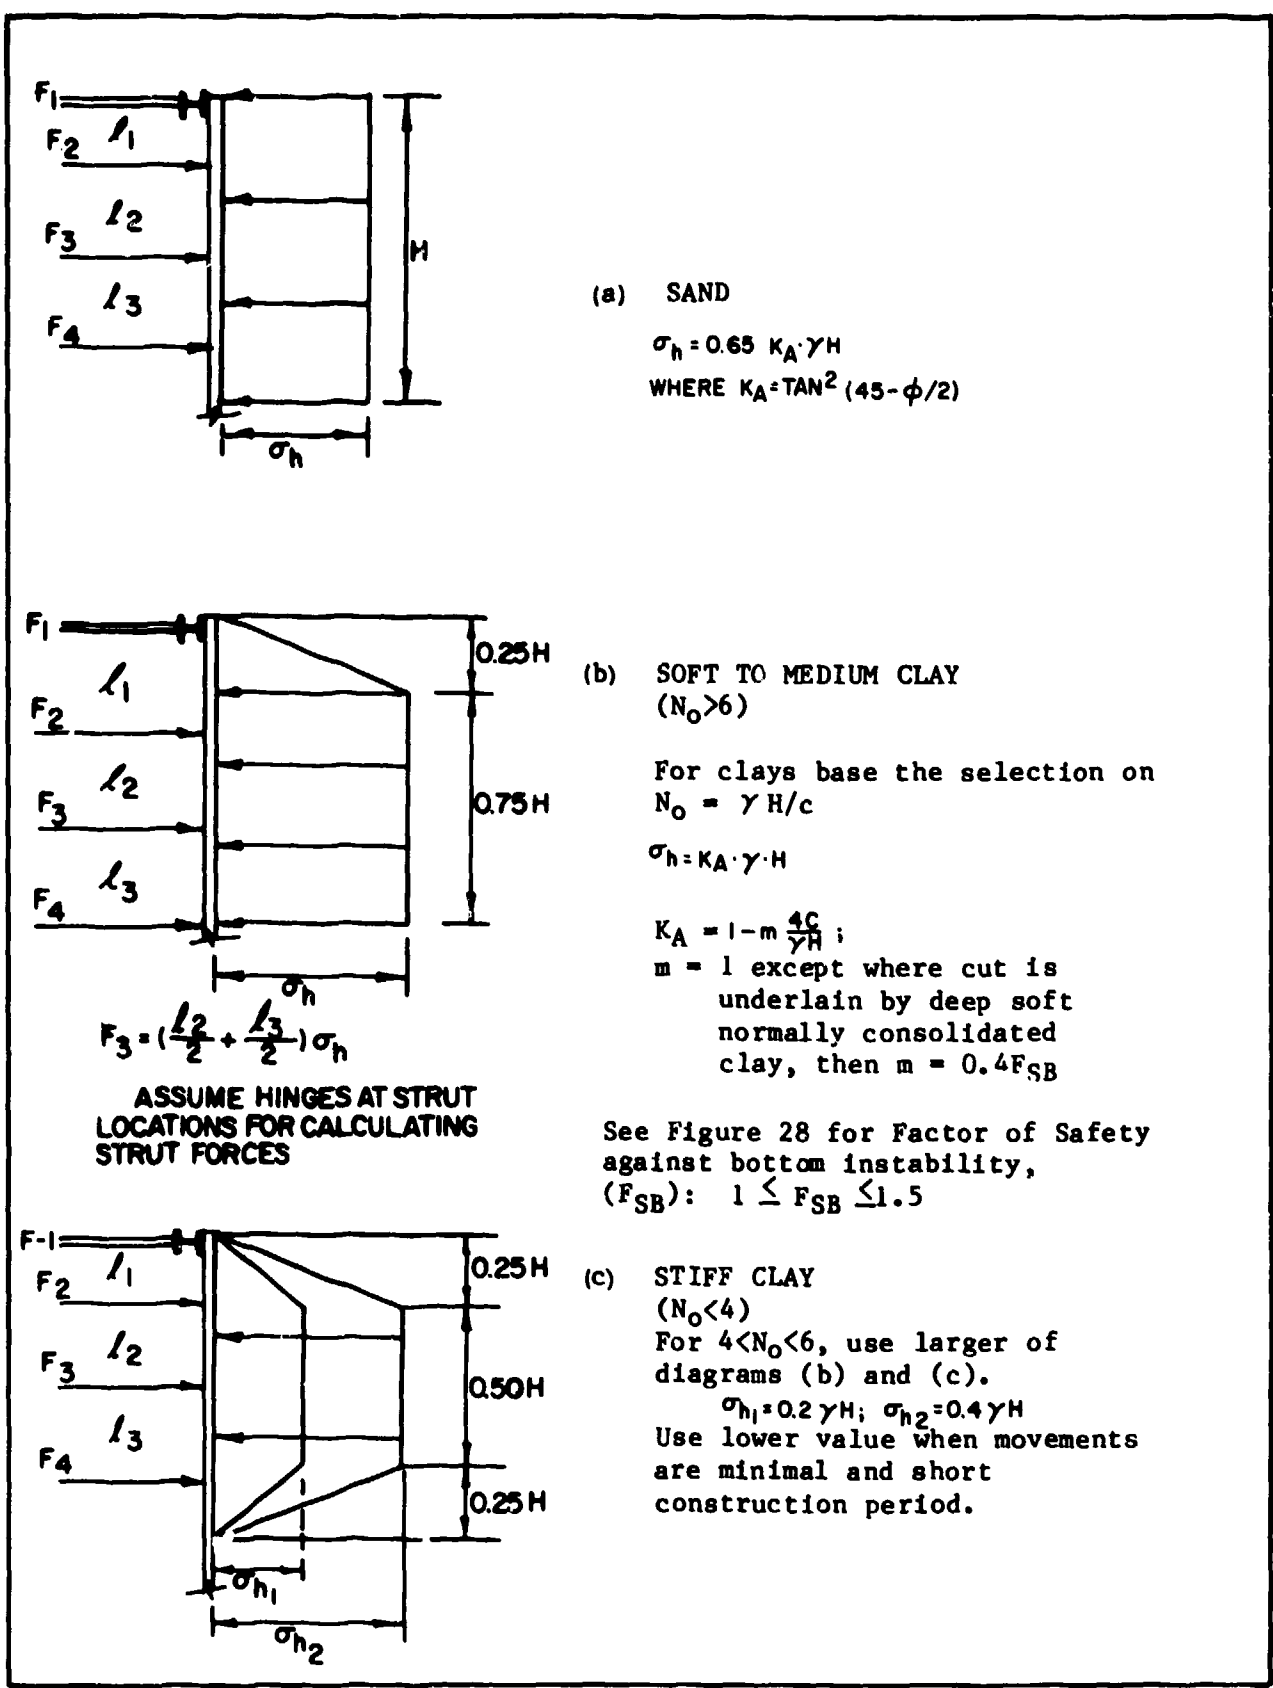 F1
l1
F2
l2
F3
l3
F4
H
σh
(a) SAND
σh = 0.65 KA·γH
WHERE KA = TAN² (45-φ/2)
F1
l1
F2
l2
F3
l3
F4
0.25H
0.75H
σh
F3 = (l2/2 + l3/2) σh
ASSUME HINGES AT STRUT
LOCATIONS FOR CALCULATING
STRUT FORCES
(b) SOFT TO MEDIUM CLAY
(No>6)
For clays base the selection on
No = γ H/c
σh = KA·γ·H
KA = 1-m 4C/γH ;
m = 1 except where cut is
underlain by deep soft
normally consolidated
clay, then m = 0.4FSB
See Figure 28 for Factor of Safety
against bottom instability,
(FSB): 1 ≤ FSB ≤1.5
F-1
l1
F2
l2
F3
l3
F4
0.25H
0.50H
0.25H
σh1
σh2
(c) STIFF CLAY
(No<4)
For 4<No<6, use larger of
diagrams (b) and (c).
σh1 = 0.2 γH; σh2 = 0.4 γH
Use lower value when movements
are minimal and short
construction period.